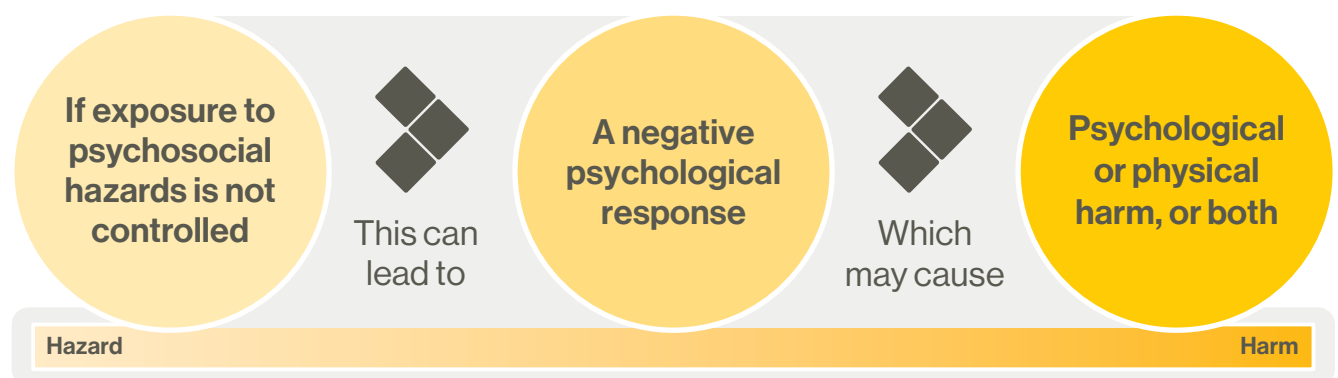 If exposure to
psychosocial
hazards is not
controlled
This can
lead to
A negative
psychological
response
Which
may cause
Psychological
or physical
harm, or both
Hazard
Harm